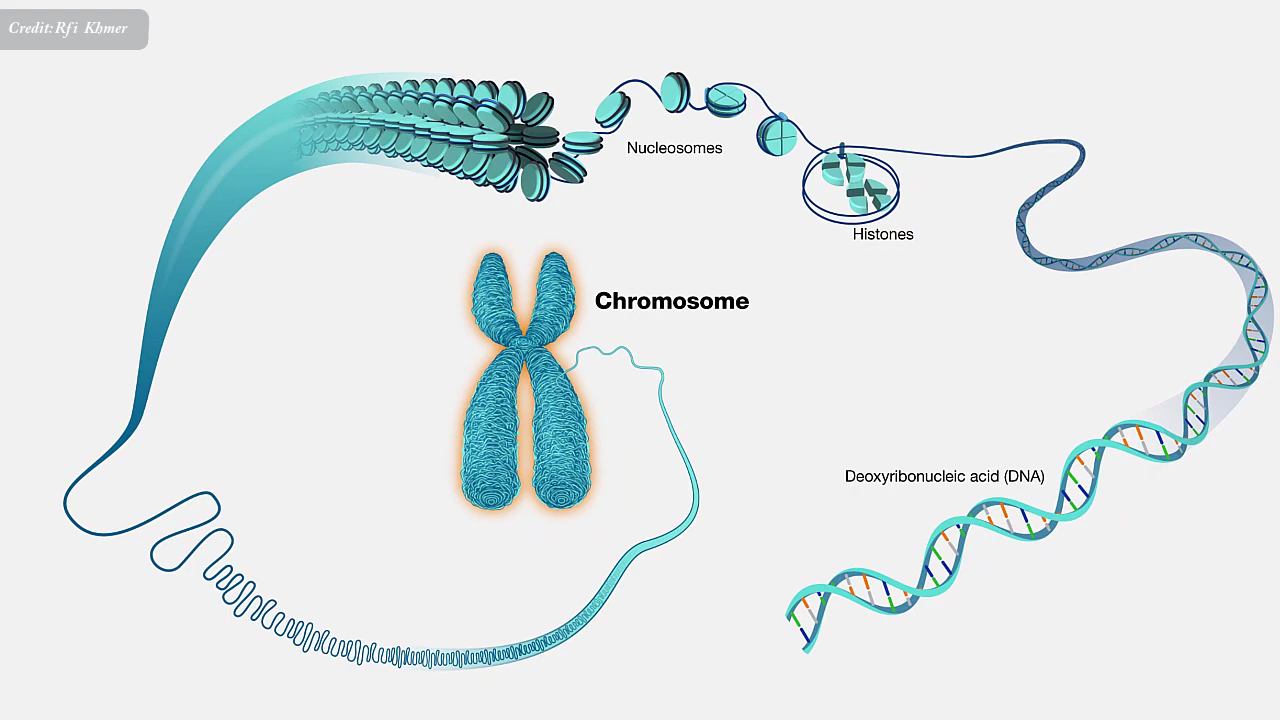 Credit:Rfi Khmer
Nucleosomes
Histones
Chromosome
Deoxyribonucleic acid (DNA)